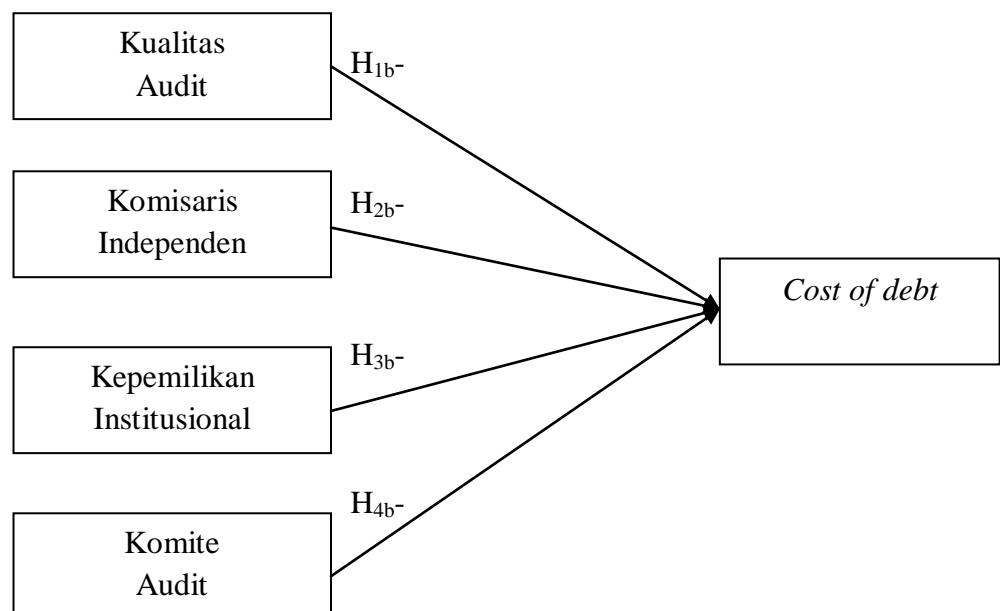 Kualitas
Audit
H1b-
Komisaris
Independen
H2b-
Cost of debt
Kepemilikan
Institusional
H3b-
Komite
Audit
H4b-